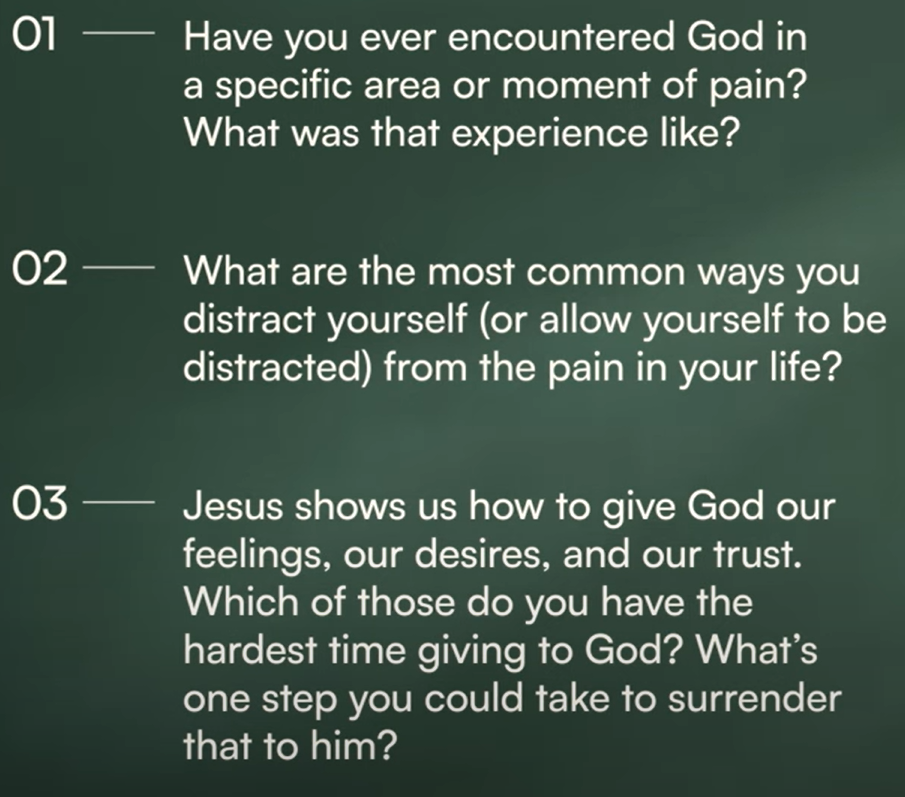 01 — Have you ever encountered God in
a specific area or moment of pain?
What was that experience like?
02 — What are the most common ways you
distract yourself (or allow yourself to be
distracted) from the pain in your life?
03 — Jesus shows us how to give God our
feelings, our desires, and our trust.
Which of those do you have the
hardest time giving to God? What’s
one step you could take to surrender
that to him?